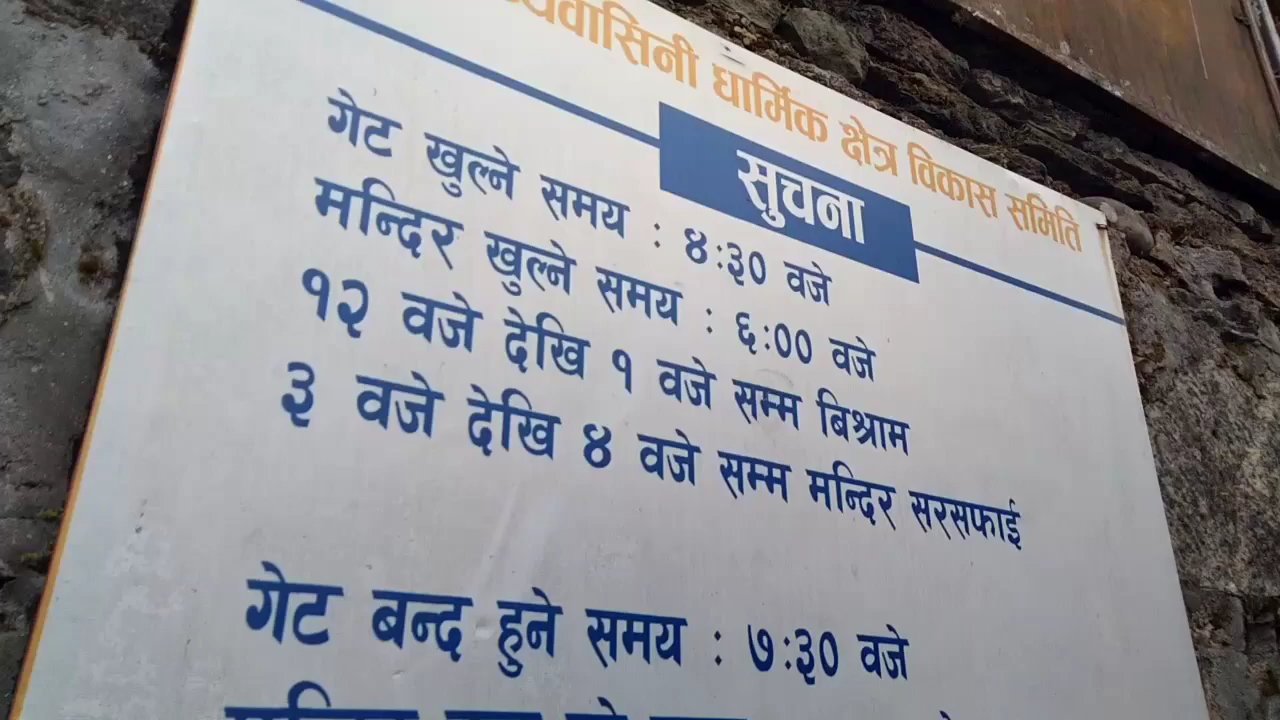 धार्मिक क्षेत्र विकास समिति
सुचना
गेट खुल्ने समय : ४:३० वजे
मन्दिर खुल्ने समय : ६:०० वजे
१२ वजे देखि १ वजे सम्म बिश्राम
३ वजे देखि ४ वजे सम्म मन्दिर सरसफाई
गेट बन्द हुने समय : ७:३० वजे